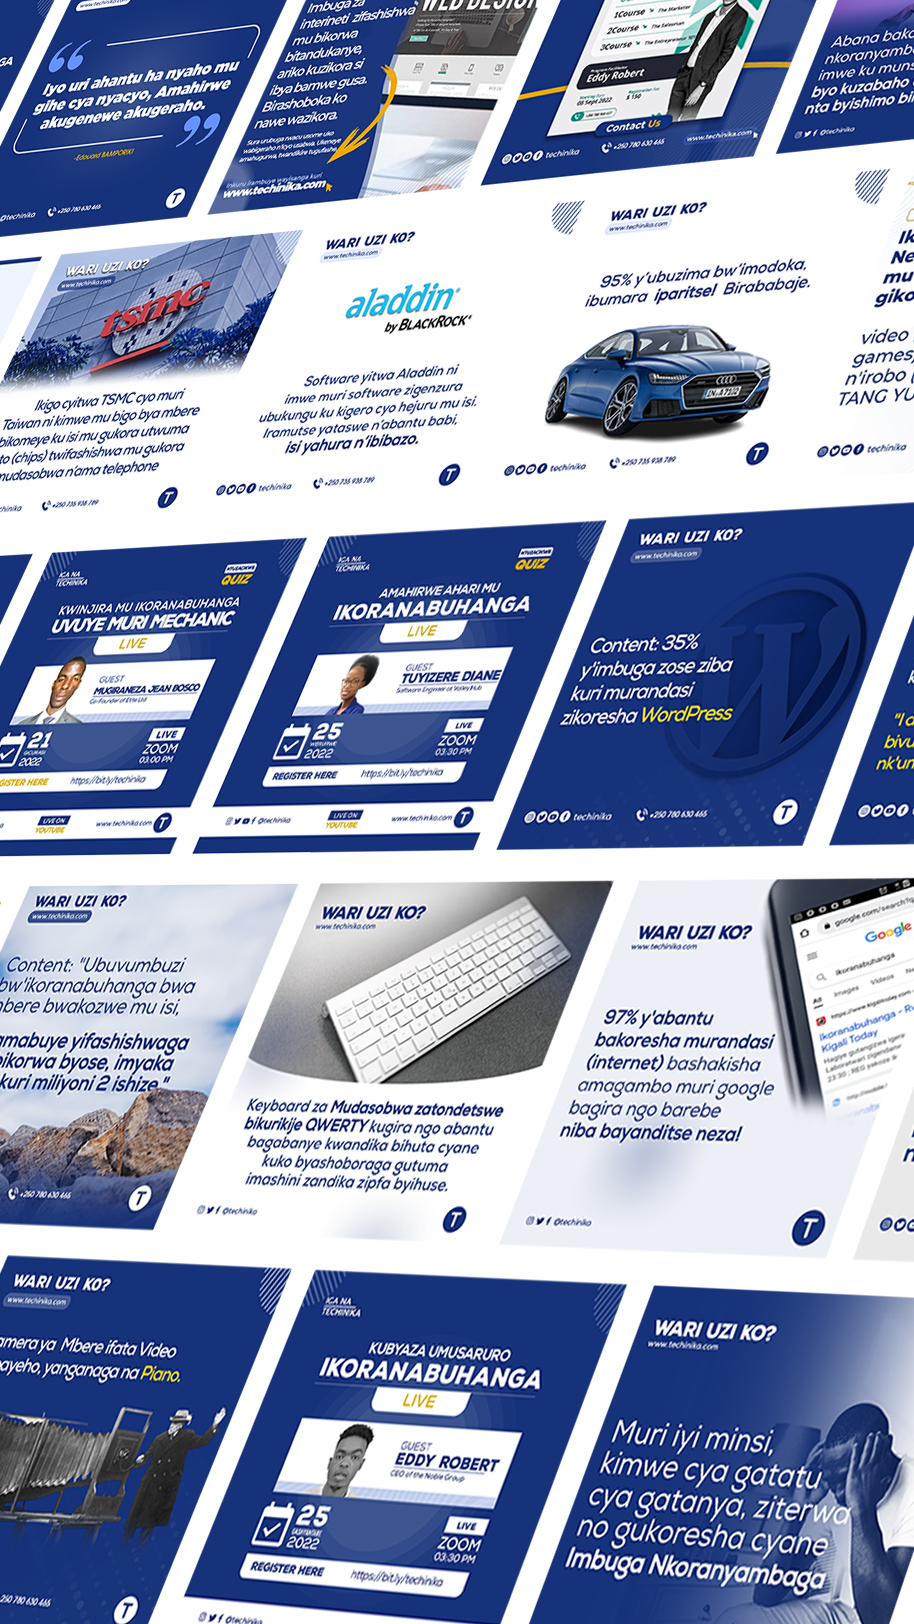 Iyo uri ahantu ha nyaho mu
gihe cya nyacyo, Amahirwe
akugenewe akugeraho.
-Edouard BAMPORIKI
@techinika
+250 780 630 465
T
Imbuga za
interineti zifashishwa
mu bikorwa
bitandukanye,
ariko kuzikora si
ibya bamwe gusa.
Birashoboka ko
nawe wazikora.
www.techinika.com
WEB DESIGN
1Course
The Marketer
2Course
The Salesman
3Course
The Entrepreneur
Eddy Robert
08 Sept 2022
$ 150
Contact Us
techinika
+250 780 630 465
www.techinika.com
Abana
nkoranyamb
imwe ku muns
byo kuzabaho
nta byishimo bi
@techinika
WARI UZI KO?
www.techinika.com
tsmc
Ikigo cyitwa TSMC cyo muri
Taiwan ni kimwe mu bigo bya mbere
bikomeye ku isi mu gukora utwuma
to (chips) twifashishwa mu gukora
mudasobwa n'ama telephone
+250 735 938 789
T
WARI UZI KO?
www.techinika.com
aladdin
by BLACKROCK
Software yitwa Aladdin ni
imwe muri software zigenzura
ubukungu ku kigero cyo hejuru mu isi.
Iramutse yataswe n'abantu babi,
isi yahura n'ibibazo.
techinika
+250 735 938 789
T
WARI UZI KO?
www.techinika.com
95% y'ubuzima bw'imodoka,
ibumara iparitse! Birababaje.
techinika
+250 735 938 789
T
Ik
Ne
mu
giko
video
games,
n'irobo
TANG YU
techinika
IGA NA
TECHINIKA
QUIZ
KWINJIRA MU IKORANABUHANGA
UVUYE MURI MECHANIC
LIVE
GUEST
MUGIRANEZA JEAN BOSCO
Co-Founder of Elite Ltd
21
GICURASI
2022
LIVE
ZOOM
03:00 PM
REGISTER HERE
https://bit.ly/techinika
LIVE ON
YOUTUBE
www.techinika.com
T
IGA NA
TECHINIKA
QUIZ
AMAHIRWE AHARI MU
IKORANABUHANGA
LIVE
GUEST
TUYIZERE DIANE
Software Engineer at Valley Hub
25
WERURWE
2022
LIVE
ZOOM
03:30 PM
REGISTER HERE
https://bit.ly/techinika
@techinika
LIVE ON
YOUTUBE
www.techinika.com
T
WARI UZI KO?
www.techinika.com
Content: 35%
y'imbuga zose ziba
kuri murandasi
zikoresha WordPress
techinika
+250 780 630 465
T
bivu
nk'um
techinika
WARI UZI KO?
www.techinika.com
Content: "Ubuvumbuzi
bw'ikoranabuhanga bwa
mbere bwakozwe mu isi,
amabuye yifashishwaga
bikorwa byose, imyaka
kuri miliyoni 2 ishize."
+250 780 630 465
T
WARI UZI KO?
www.techinika.com
Keyboard za Mudasobwa zatondetswe
bikurikije QWERTY kugira ngo abantu
bagabanye kwandika bihuta cyane
kuko byashoboraga gutuma
imashini zandika zipfa byihuse.
@techinika
T
WARI UZI KO?
www.techinika.com
97% y'abantu
bakoresha murandasi
(internet) bashakisha
amagambo muri google
bagira ngo barebe
niba bayanditse neza!
@techinika
T
google.com/search?q
Google
Ikoranabuhanga
All
Images
Videos
Ikoranabuhanga - R
Kigali Today
WARI UZI KO?
www.techinika.com
amera ya Mbere ifata Video
bayeho, yanganaga na Piano.
250 780 630 465
T
IGA NA
TECHINIKA
KUBYAZA UMUSARURO
IKORANABUHANGA
LIVE
GUEST
EDDY ROBERT
CEO of the Noble Group
25
GASHYANTARE
2022
LIVE
ZOOM
03:30 PM
REGISTER HERE
https://bit.ly/techinika
@techinika
WARI UZI KO?
www.techinika.com
Muri iyi minsi,
kimwe cya gatatu
cya gatanya, ziterwa
no gukoresha cyane
Imbuga Nkoranyambaga